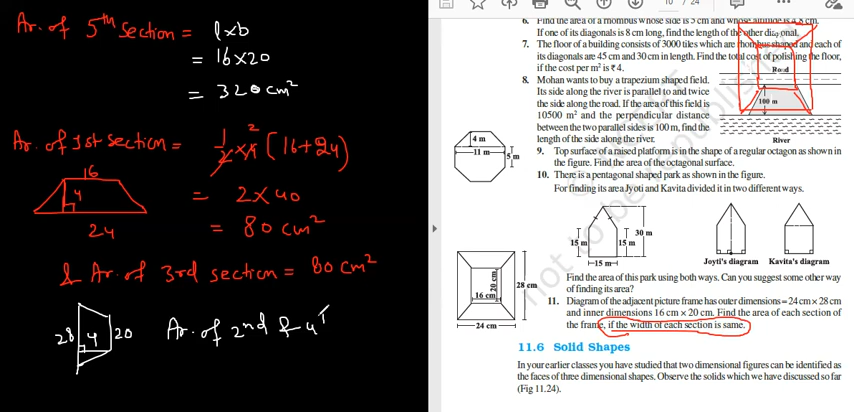 Ar. of 5th section = l x b
= 16 x 20
= 320 cm²
Ar. of 1st section = 1/2 x 4 2 (16 + 24)
16
4
24
= 2 x 40
= 80 cm²
& Ar. of 3rd section = 80 cm²
28 4 20
Ar. of 2nd & 4t
10 / 24
6. Find the area of a rhombus whose side is 5 cm and whose altitude is 4.8 cm.
If one of its diagonals is 8 cm long, find the length of the other diagonal.
7. The floor of a building consists of 3000 tiles which are rhombus shaped and each of
its diagonals are 45 cm and 30 cm in length. Find the total cost of polishing the floor,
if the cost per m² is ₹ 4.
8. Mohan wants to buy a trapezium shaped field.
Its side along the river is parallel to and twice
the side along the road. If the area of this field is
10500 m² and the perpendicular distance
between the two parallel sides is 100 m, find the
length of the side along the river.
Road
100 m
River
4 m
11 m
5 m
9. Top surface of a raised platform is in the shape of a regular octagon as shown in
the figure. Find the area of the octagonal surface.
10. There is a pentagonal shaped park as shown in the figure.
For finding its area Jyoti and Kavita divided it in two different ways.
15 m
15 m
30 m
15 m
Joyti's diagram
Kavita's diagram
Find the area of this park using both ways. Can you suggest some other way
of finding its area?
20 cm
16 cm
28 cm
24 cm
11. Diagram of the adjacent picture frame has outer dimensions = 24 cm × 28 cm
and inner dimensions 16 cm × 20 cm. Find the area of each section of
the frame, if the width of each section is same.
11.6 Solid Shapes
In your earlier classes you have studied that two dimensional figures can be identified as
the faces of three dimensional shapes. Observe the solids which we have discussed so far
(Fig 11.24).
not to be republished